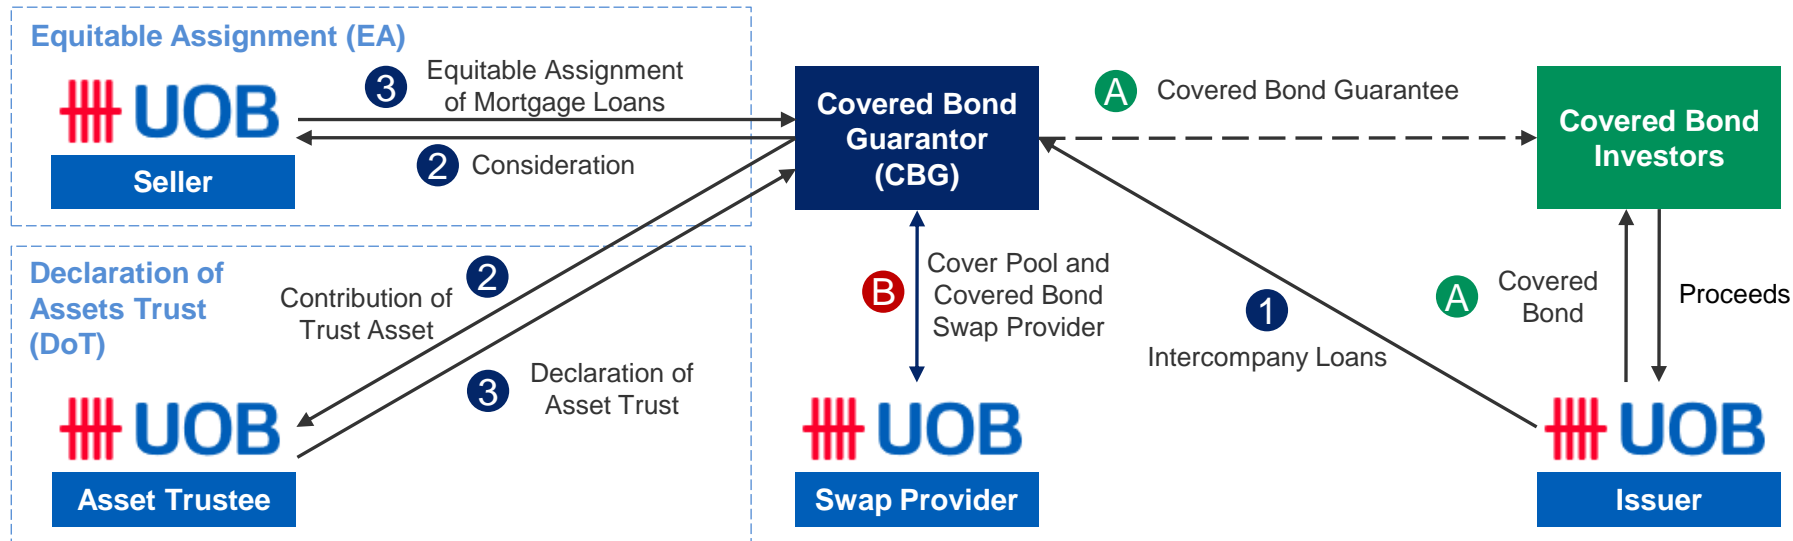 Equitable Assignment (EA)
UOB
Seller
3
Equitable Assignment
of Mortgage Loans
2
Consideration
Covered Bond
Guarantor
(CBG)
A
Covered Bond Guarantee
Covered Bond
Investors
Declaration of
Assets Trust
(DoT)
2
Contribution of
Trust Asset
3
Declaration of
Asset Trust
UOB
Asset Trustee
B
Cover Pool and
Covered Bond
Swap Provider
UOB
Swap Provider
1
Intercompany Loans
A
Covered
Bond
Proceeds
UOB
Issuer